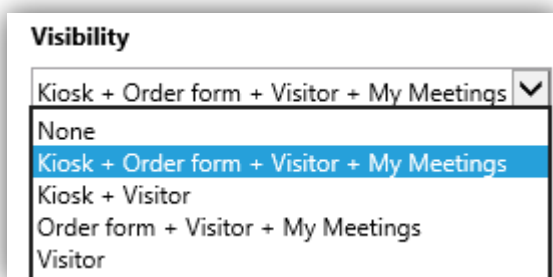 Visibility
Kiosk + Order form + Visitor + My Meetings
None
Kiosk + Order form + Visitor + My Meetings
Kiosk + Visitor
Order form + Visitor + My Meetings
Visitor